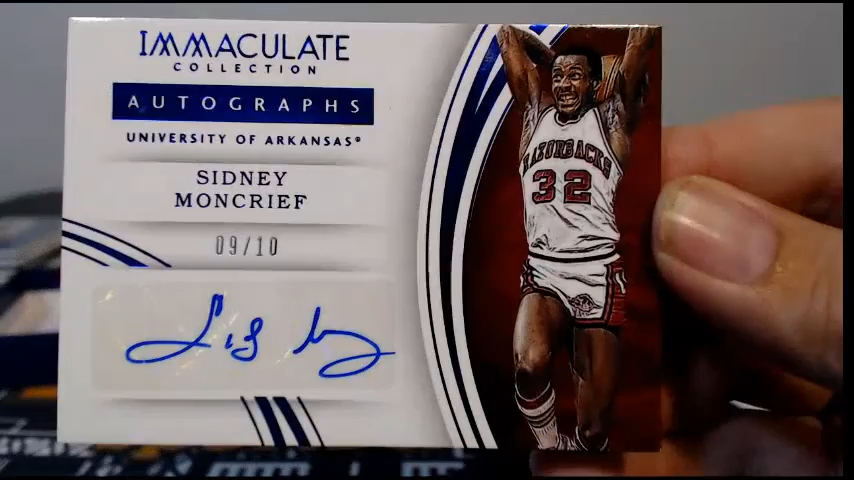 IMMACULATE
COLLECTION
AUTOGRAPHS
UNIVERSITY OF ARKANSAS®
SIDNEY
MONCRIEF
09/10
RAZORBACKS
32